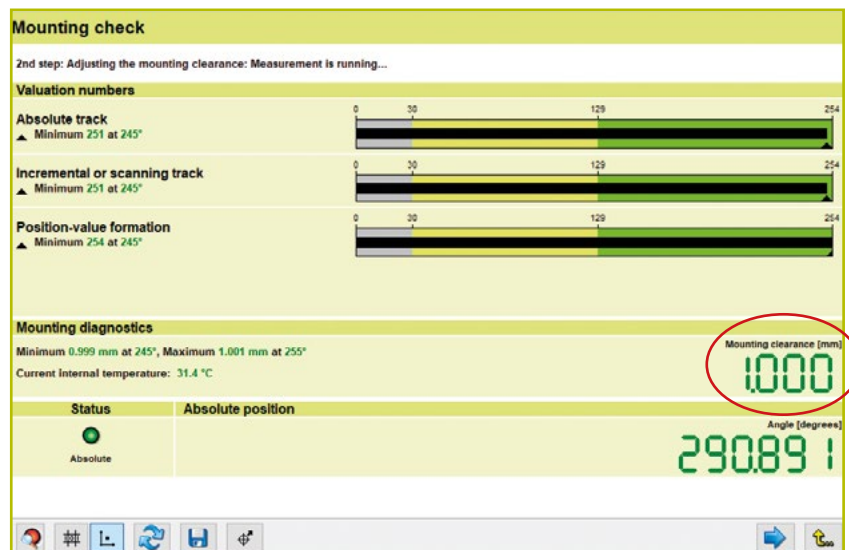 Mounting check
2nd step: Adjusting the mounting clearance: Measurement is running...
Valuation numbers
0 30 129 254
Absolute track
Minimum 251 at 245°
0 30 129 254
Incremental or scanning track
Minimum 251 at 245°
0 30 129 254
Position-value formation
Minimum 254 at 245°
Mounting diagnostics
Minimum 0.999 mm at 245°, Maximum 1.001 mm at 255°
Mounting clearance [mm]
1.000
Current internal temperature: 31.4 °C
Status Absolute position
Absolute
Angle [degrees]
290.891